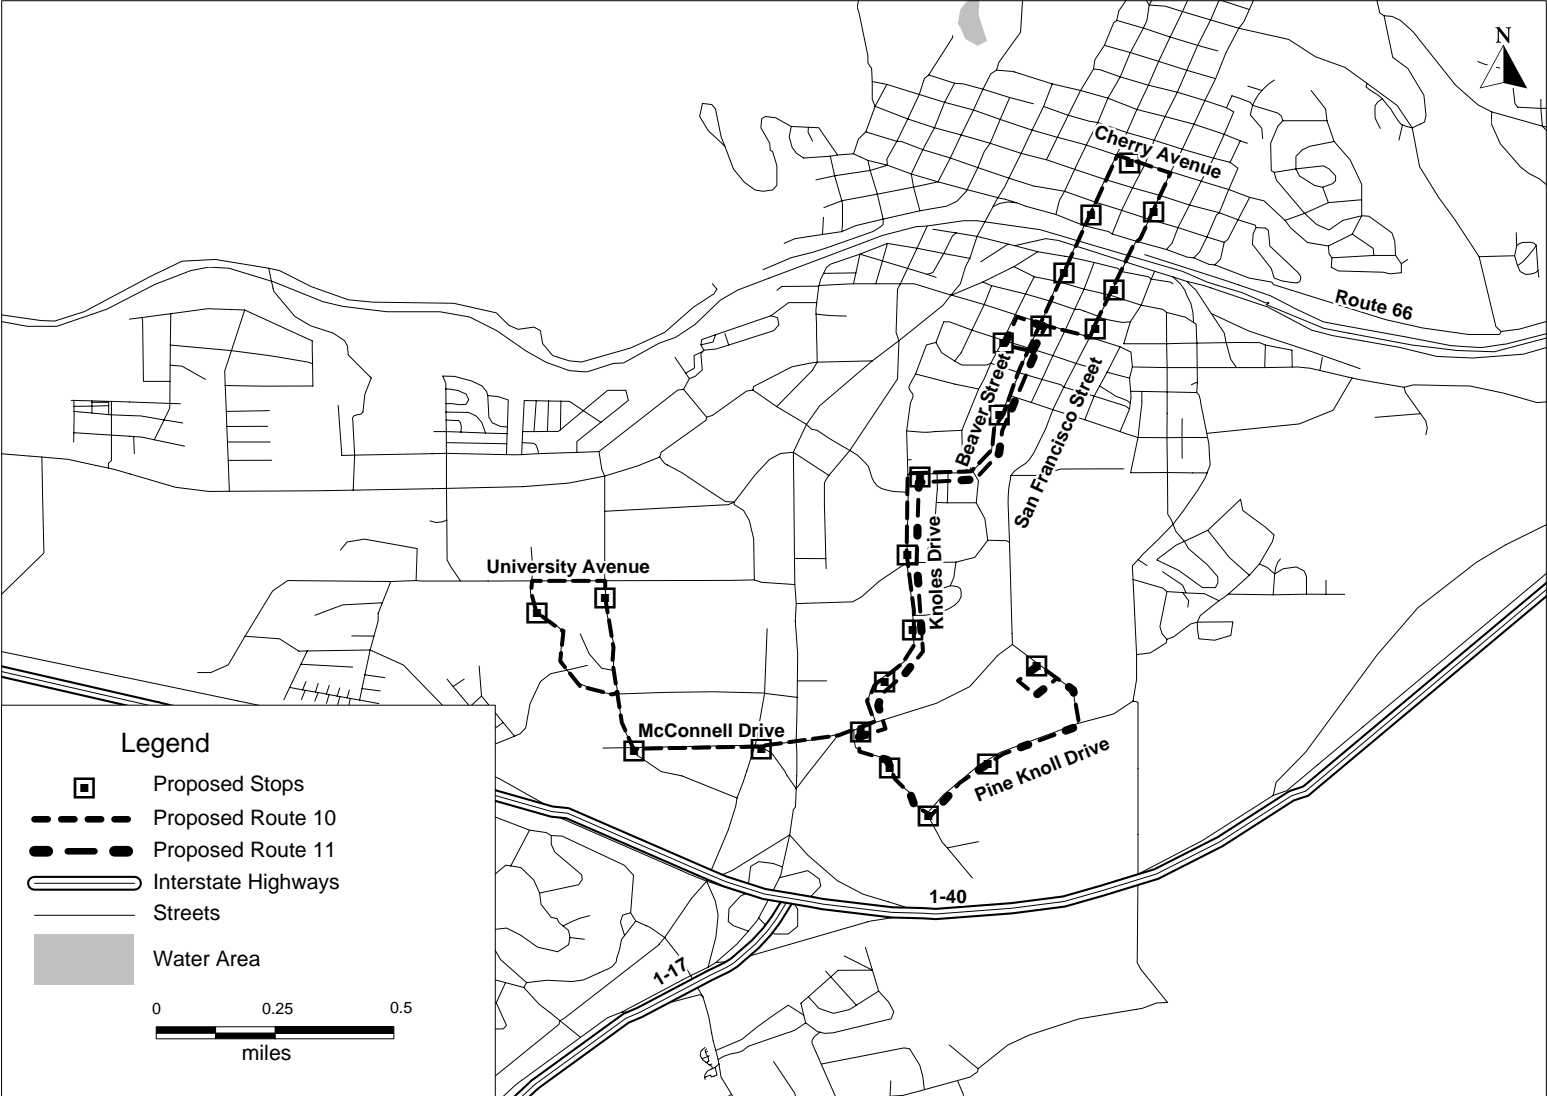 N
Cherry Avenue
Route 66
Beaver Street
San Francisco Street
Knoles Drive
University Avenue
McConnell Drive
Pine Knoll Drive
1-40
1-17
Legend
Proposed Stops
Proposed Route 10
Proposed Route 11
Interstate Highways
Streets
Water Area
0 0.25 0.5
miles